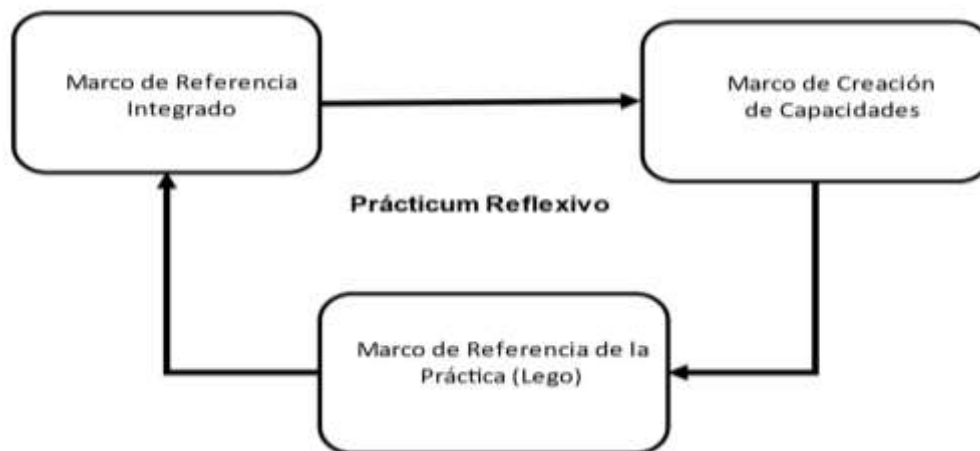 Marco de Referencia
Integrado
Marco de Creación
de Capacidades
Prácticum Reflexivo
Marco de Referencia de la
Práctica (Lego)